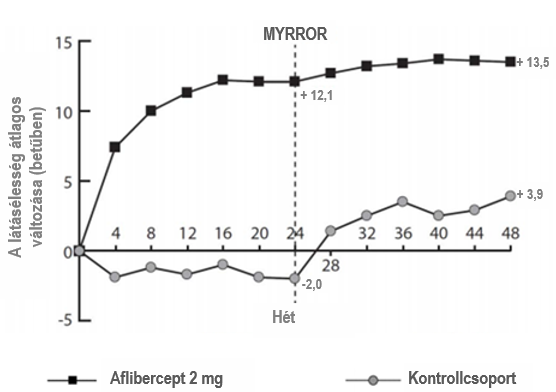 MYRROR
15
10
5
0
-5
A látásélesség átlagos
változása (betűben)
+ 13,5
+ 12,1
+ 3,9
-2,0
4 8 12 16 20 24 28 32 36 40 44 48
Hét
Aflibercept 2 mg
Kontrollcsoport